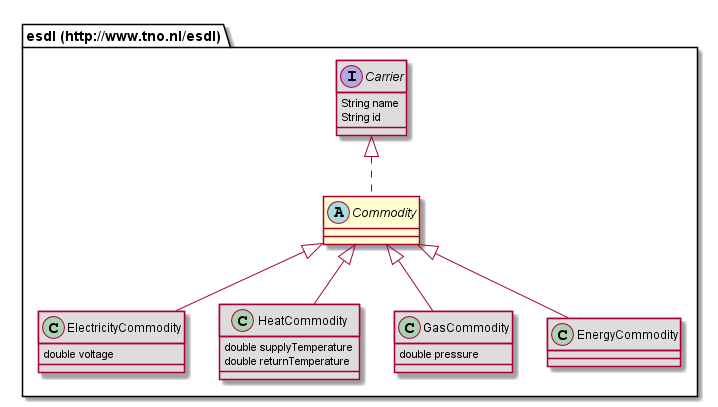 esdl (http://www.tno.nl/esdl)
I Carrier
String name
String id
A Commodity
C ElectricityCommodity
double voltage
C HeatCommodity
double supplyTemperature
double returnTemperature
C GasCommodity
double pressure
C EnergyCommodity